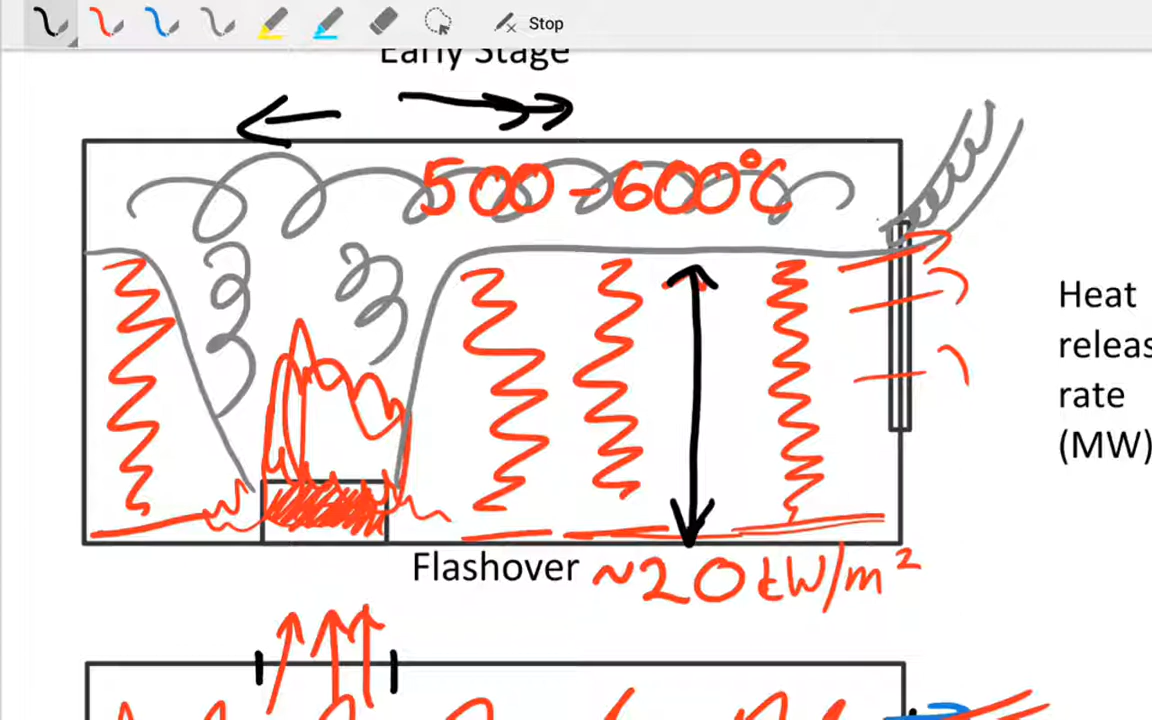 Stop
Early Stage
500-600°C
Heat
releas
rate
(MW)
Flashover ~20kW/m²